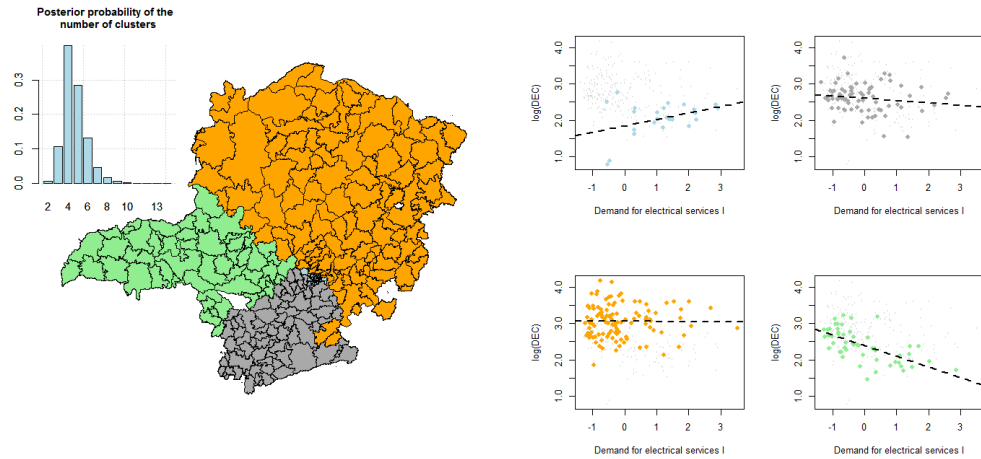 Posterior probability of the
number of clusters
0.3
0.1
0.0
2 4 6 8 10 13
log(DEC)
4.0
3.0
2.0
1.0
-1 0 1 2 3
Demand for electrical services I
log(DEC)
4.0
3.0
2.0
1.0
-1 0 1 2 3
Demand for electrical services I
log(DEC)
4.0
3.0
2.0
1.0
-1 0 1 2 3
Demand for electrical services I
log(DEC)
4.0
3.0
2.0
1.0
-1 0 1 2 3
Demand for electrical services I